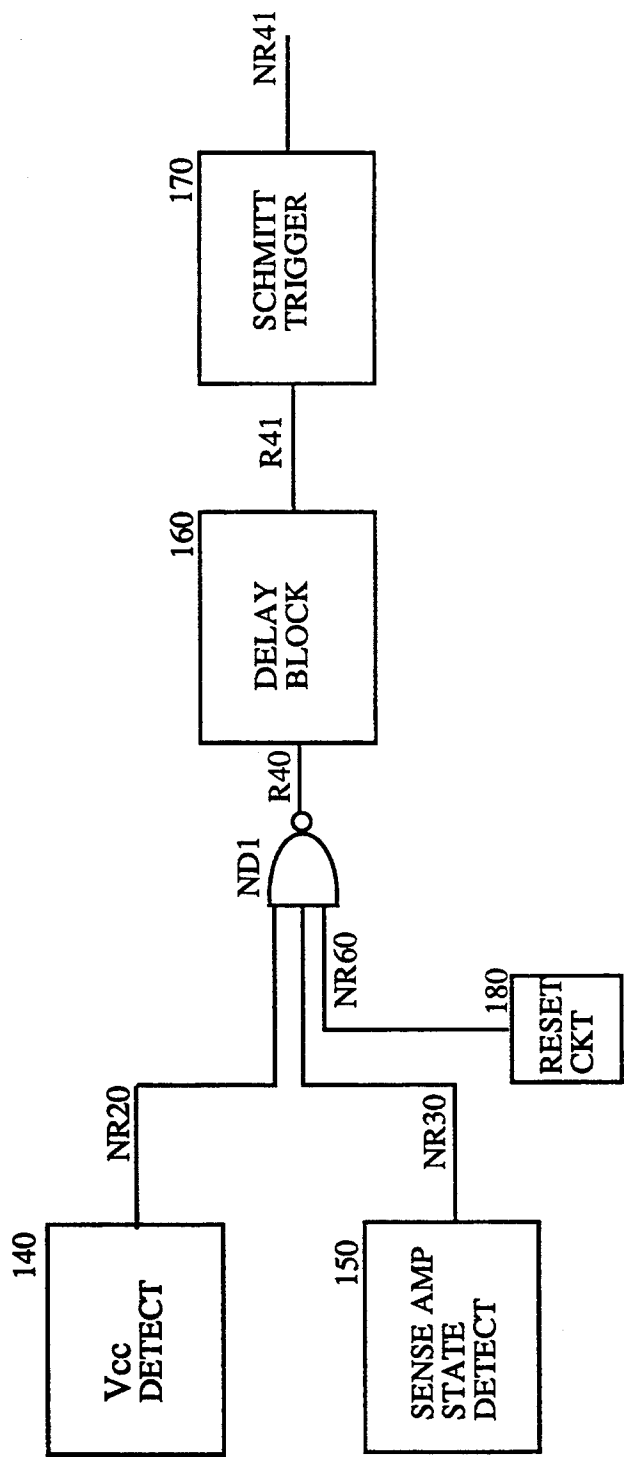 140
Vcc
DETECT
NR20
150
SENSE AMP
STATE
DETECT
NR30
180
RESET
CKT
NR60
ND1
R40
160
DELAY
BLOCK
R41
170
SCHMITT
TRIGGER
NR41